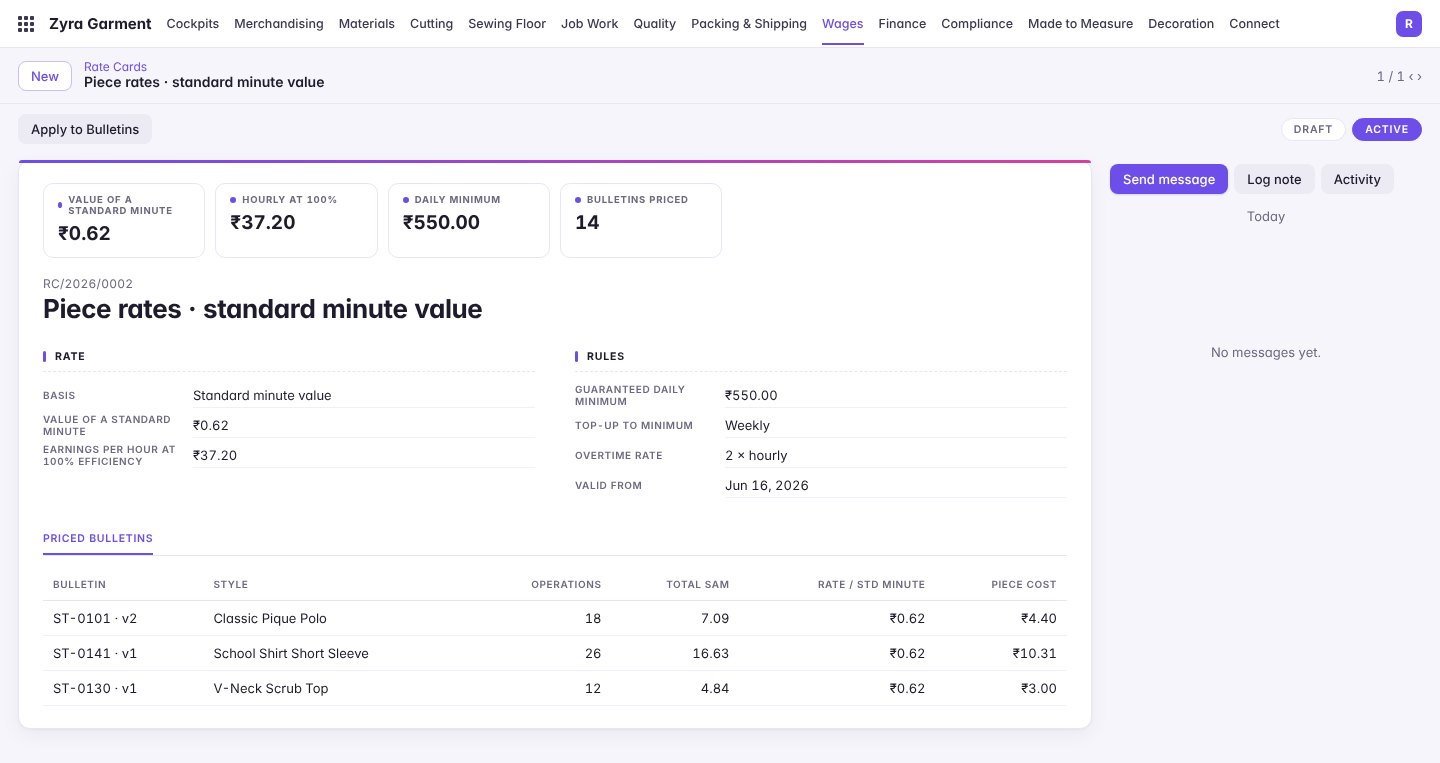 Zyra Garment Cockpits Merchandising Materials Cutting Sewing Floor Job Work Quality Packing & Shipping Wages Finance Compliance Made to Measure Decoration Connect R
New
Rate Cards
Piece rates · standard minute value
1 / 1 ‹ ›
Apply to Bulletins
DRAFT ACTIVE
VALUE OF A STANDARD MINUTE
₹0.62
HOURLY AT 100%
₹37.20
DAILY MINIMUM
₹550.00
BULLETINS PRICED
14
RC/2026/0002
Piece rates · standard minute value
RATE
BASIS Standard minute value
VALUE OF A STANDARD MINUTE ₹0.62
EARNINGS PER HOUR AT 100% EFFICIENCY ₹37.20
RULES
GUARANTEED DAILY MINIMUM ₹550.00
TOP-UP TO MINIMUM Weekly
OVERTIME RATE 2 × hourly
VALID FROM Jun 16, 2026
PRICED BULLETINS
BULLETIN STYLE OPERATIONS TOTAL SAM RATE / STD MINUTE PIECE COST
ST-0101 · v2 Classic Pique Polo 18 7.09 ₹0.62 ₹4.40
ST-0141 · v1 School Shirt Short Sleeve 26 16.63 ₹0.62 ₹10.31
ST-0130 · v1 V-Neck Scrub Top 12 4.84 ₹0.62 ₹3.00
Send message Log note Activity
Today
No messages yet.